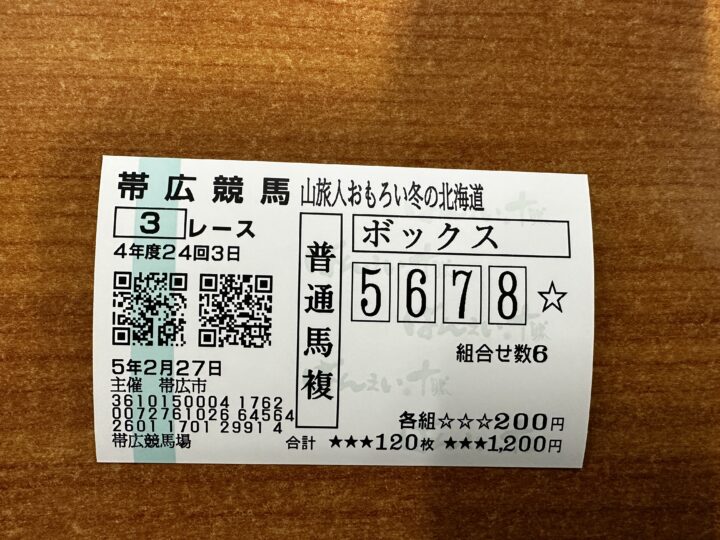 帯広競馬 山旅人おもろい冬の北海道
3レース
4年度24回3日
5年2月27日
主催 帯広市
3610150004 1762
0072761026 64564
2601 1701 2991 4
帯広競馬場
普通馬複
ボックス
5 6 7 8 ☆
組合せ数6
各組☆☆☆200円
合計 ★★★120枚 ★★★1,200円